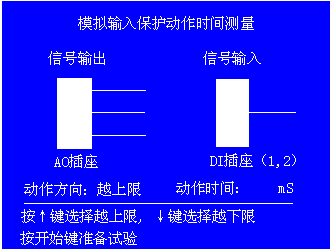 模拟输入保护动作时间测量
信号输出 信号输入
AO插座 DI插座（1,2）
动作方向：越上限 动作时间： mS
按↑键选择越上限，↓键选择越下限
按开始键准备试验